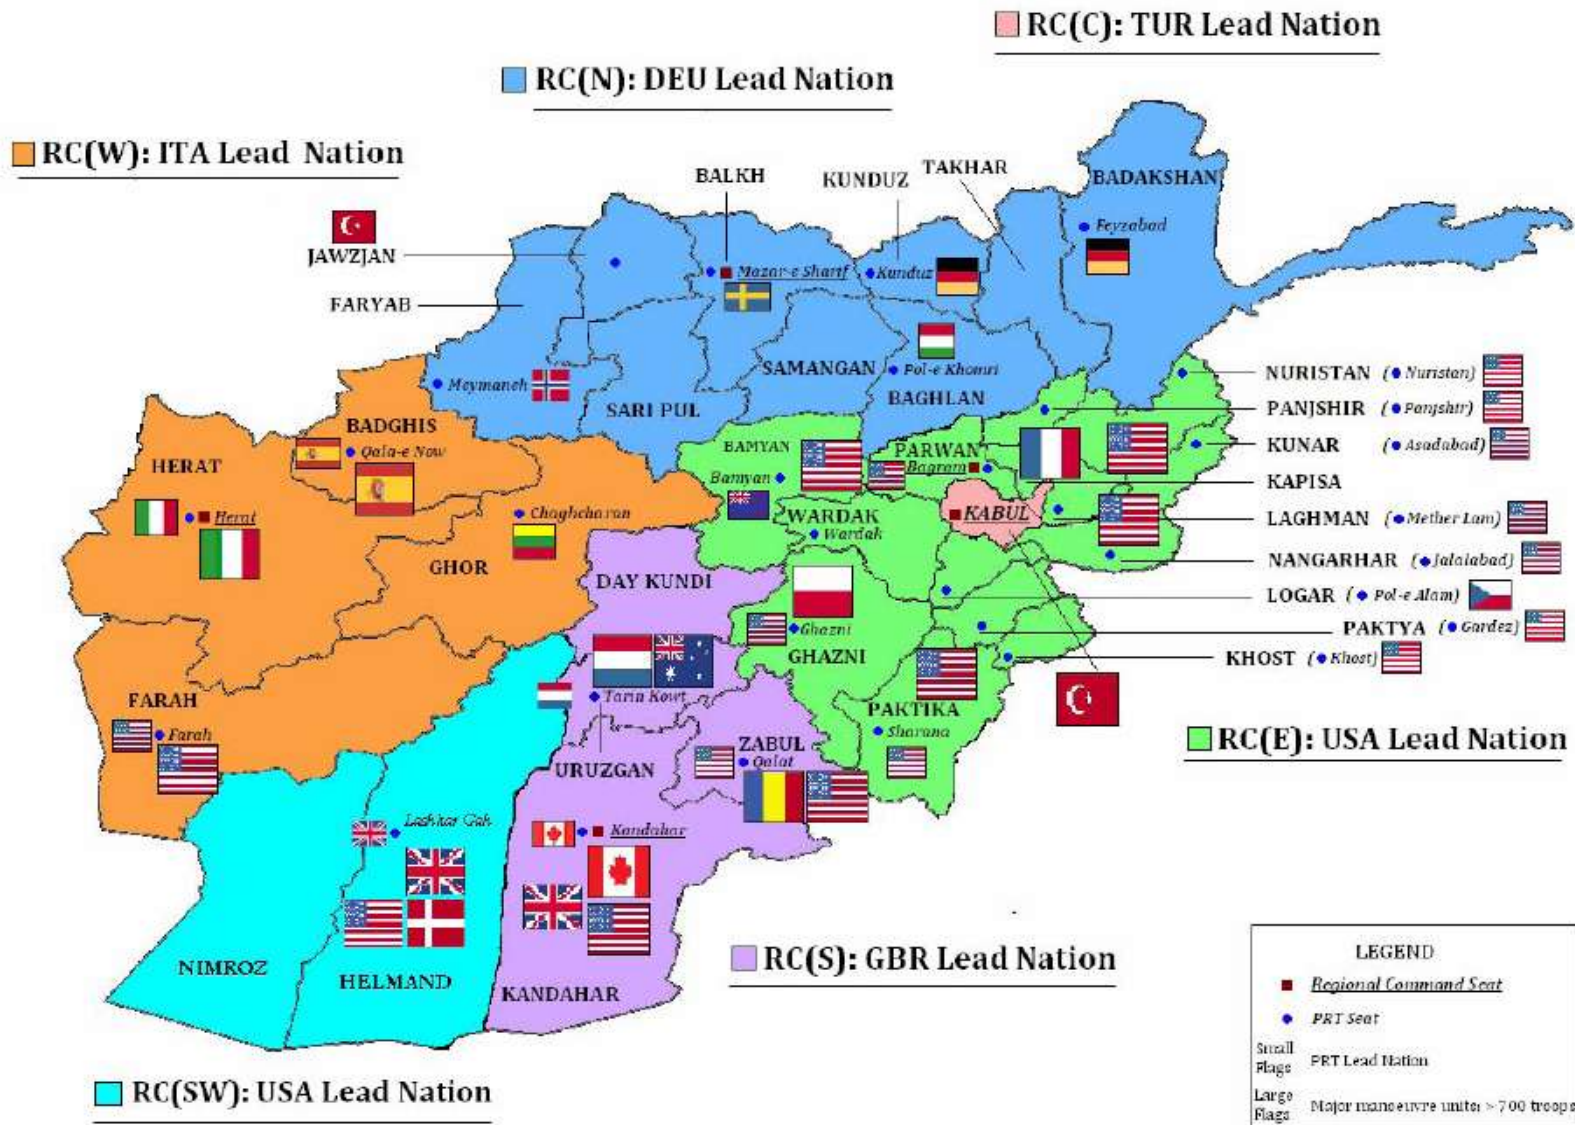 RC(C): TUR Lead Nation
RC(N): DEU Lead Nation
RC(W): ITA Lead Nation
BALKH
KUNDUZ
TAKHAR
BADAKSHAN
JAWZJAN
Feyzabad
Mazar-e Sharif
Kunduz
FARYAB
SAMANGAN
Pol-e Khomri
BAGHLAN
Meymaneh
SARI PUL
NURISTAN (Nuristan)
PANJSHIR (Panjshir)
KUNAR (Asadabad)
KAPISA
LAGHMAN (Mether Lam)
NANGARHAR (Jalalabad)
LOGAR (Pol-e Alam)
PAKTYA (Gardez)
KHOST (Khost)
BADGHIS
Qala-e Now
HERAT
Herat
Chaghcharan
GHOR
BAMYAN
Bamyan
PARWAN
Bagram
WARDAK
Wardak
KABUL
DAY KUNDI
Ghazni
GHAZNI
FARAH
Farah
Tarin Kowt
URUZGAN
PAKTIKA
Sharana
ZABUL
Qalat
RC(E): USA Lead Nation
Lashkar Gah
Kandahar
NIMROZ
HELMAND
KANDAHAR
RC(S): GBR Lead Nation
RC(SW): USA Lead Nation
LEGEND
Regional Command Seat
PRT Seat
Small Flags PRT Lead Nation
Large Flags Major manoeuvre units > 700 troops